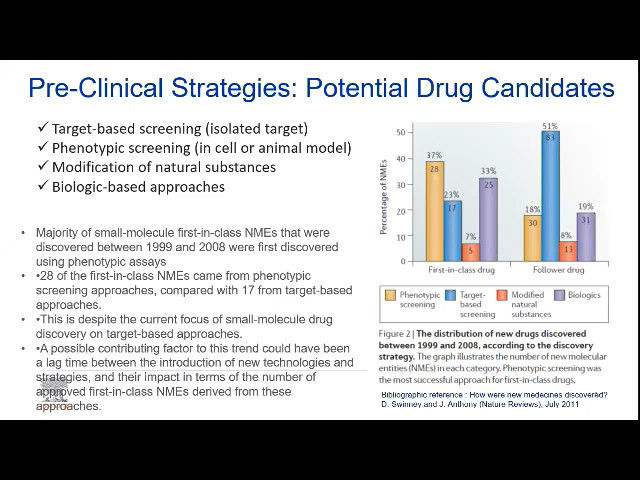 Pre-Clinical Strategies: Potential Drug Candidates
✓ Target-based screening (isolated target)
✓ Phenotypic screening (in cell or animal model)
✓ Modification of natural substances
✓ Biologic-based approaches
• Majority of small-molecule first-in-class NMEs that were
discovered between 1999 and 2008 were first discovered
using phenotypic assays
• •28 of the first-in-class NMEs came from phenotypic
screening approaches, compared with 17 from target-based
approaches.
• •This is despite the current focus of small-molecule drug
discovery on target-based approaches.
• •A possible contributing factor to this trend could have been
a lag time between the introduction of new technologies and
strategies, and their impact in terms of the number of
approved first-in-class NMEs derived from these
approaches.
Percentage of NMEs
50
40
30
20
10
0
37%
28
23%
17
7%
5
33%
25
18%
30
51%
83
8%
13
19%
31
First-in-class drug
Follower drug
Phenotypic
screening
Target-
based
screening
Modified
natural
substances
Biologics
Figure 2 | The distribution of new drugs discovered
between 1999 and 2008, according to the discovery
strategy. The graph illustrates the number of new molecular
entities (NMEs) in each category. Phenotypic screening was
the most successful approach for first-in-class drugs.
Bibliographic reference : How were new medecines discovered?
D. Swinney and J. Anthony (Nature Reviews), July 2011